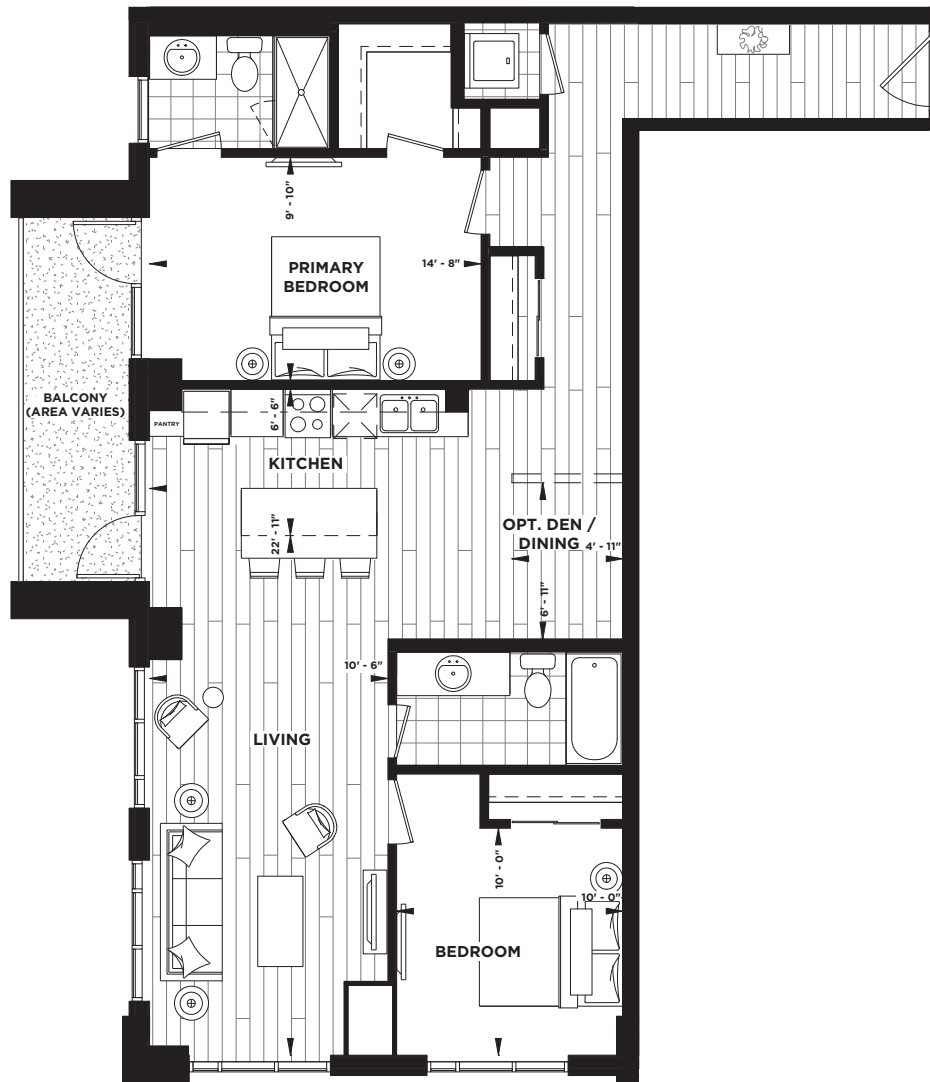 9' - 10"
PRIMARY
BEDROOM
14' - 8"
BALCONY
(AREA VARIES)
PANTRY
6' - 6"
KITCHEN
22' - 11"
OPT. DEN /
DINING
4' - 11"
6' - 11"
10' - 6"
LIVING
10' - 0"
10' - 0"
BEDROOM